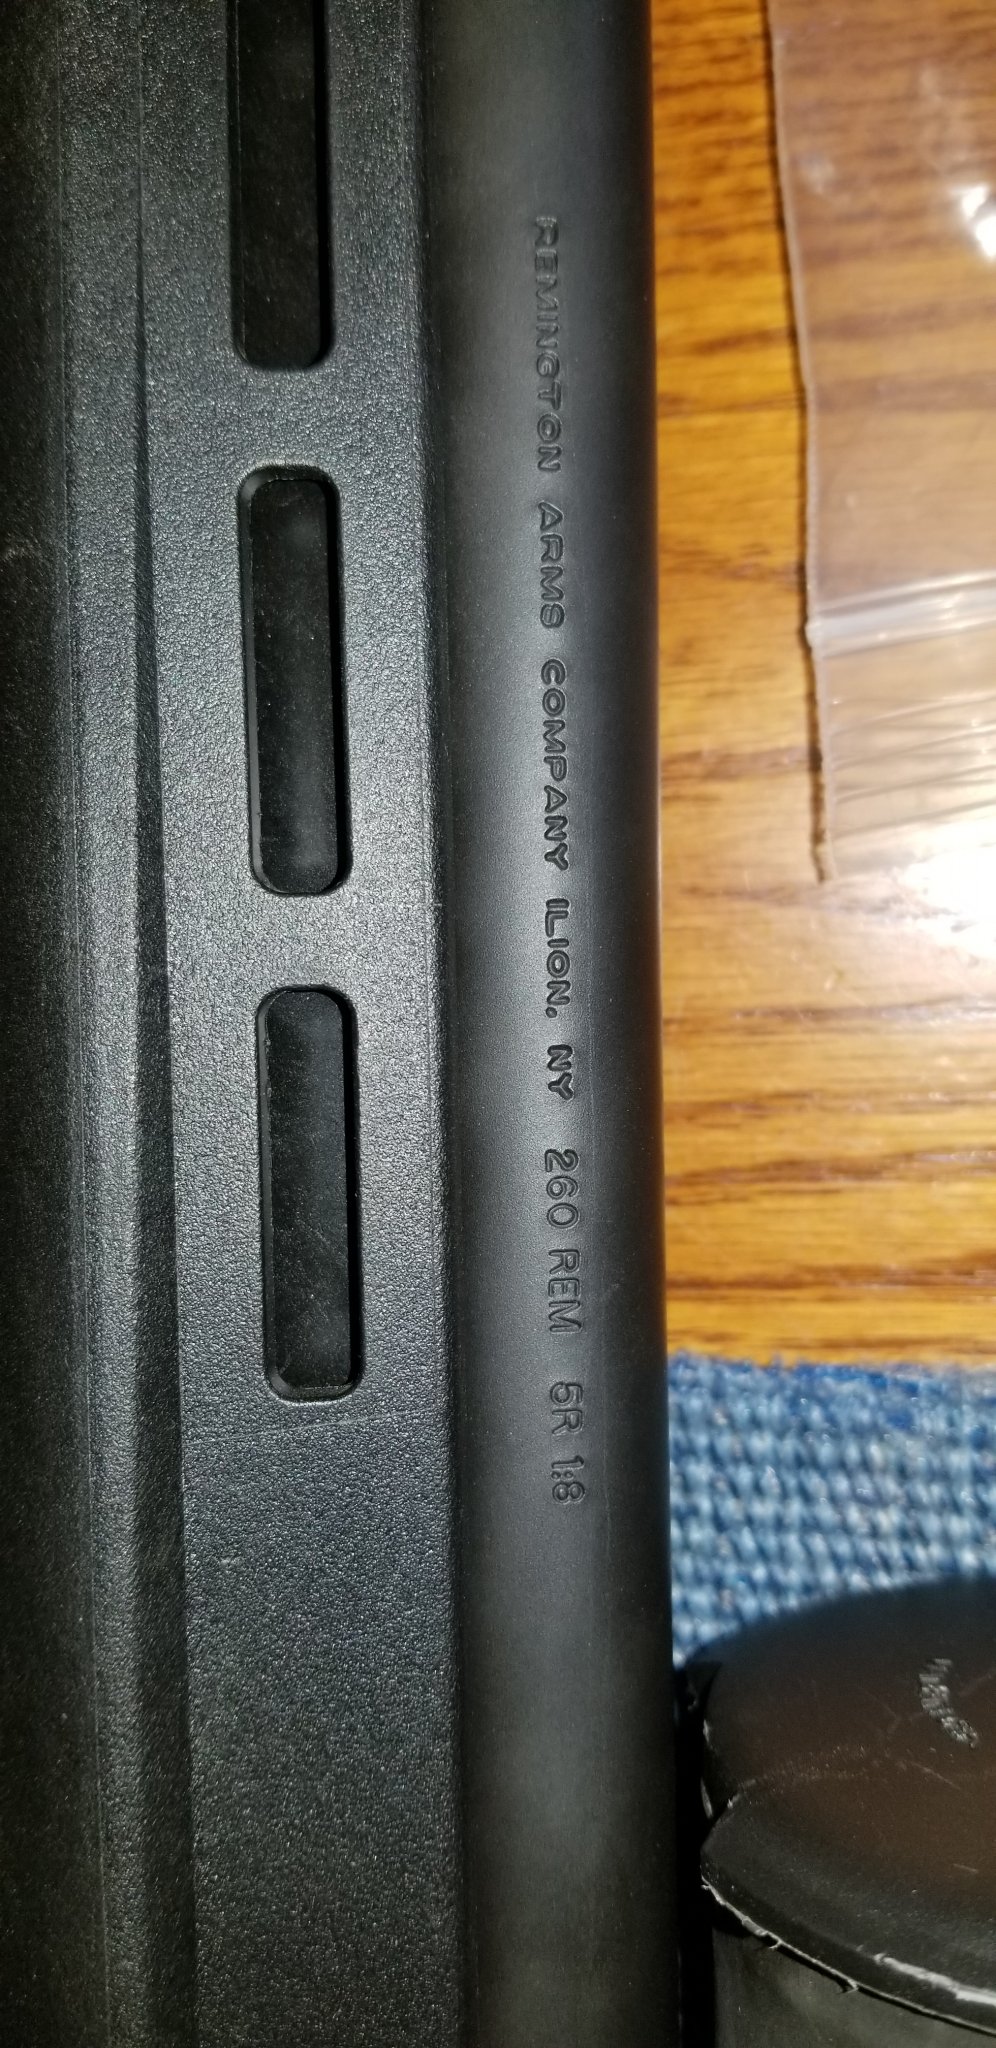 REMINGTON ARMS COMPANY ILION, NY 260 REM 5R 1:8